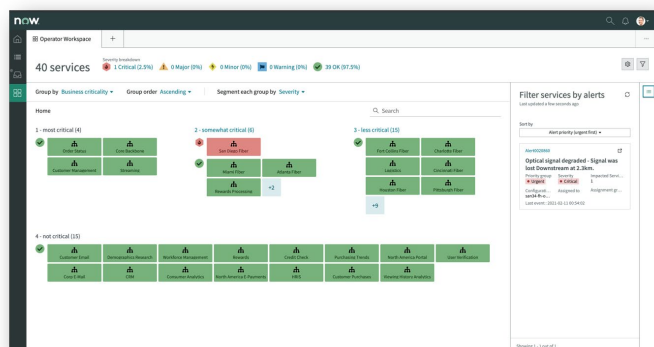 now
Operator Workspace
+
40 services
Severity breakdown
1 Critical (2.5%)
0 Major (0%)
0 Minor (0%)
0 Warning (0%)
39 OK (97.5%)
Group by Business criticality
Group order Ascending
Segment each group by Severity
Home
Search
1 - most critical (4)
Order Status
Core Backbone
Customer Management
Streaming
2 - somewhat critical (6)
San Diego Fiber
Miami Fiber
Atlanta Fiber
Rewards Processing
+2
3 - less critical (15)
Fort Collins Fiber
Charlotte Fiber
Logistics
Cincinnati Fiber
Houston Fiber
Pittsburgh Fiber
+9
4 - not critical (15)
Customer Email
Demographics Research
Workforce Management
Rewards
Credit Check
Purchasing Trends
North America Portal
User Verification
Corp E-Mail
CRM
Consumer Analytics
North America E-Payments
HRIS
Customer Purchases
Viewing History Analytics
Filter services by alerts
Last updated a few seconds ago
Sort by
Alert priority (urgent first)
Optical signal degraded - Signal was
lost Downstream at 2.3km.
Priority group
Severity
Impacted Servi...
Urgent
Critical
1
Configurati...
Assigned to
Assignment gr...
Last event : 2021-02-11 00:54:02